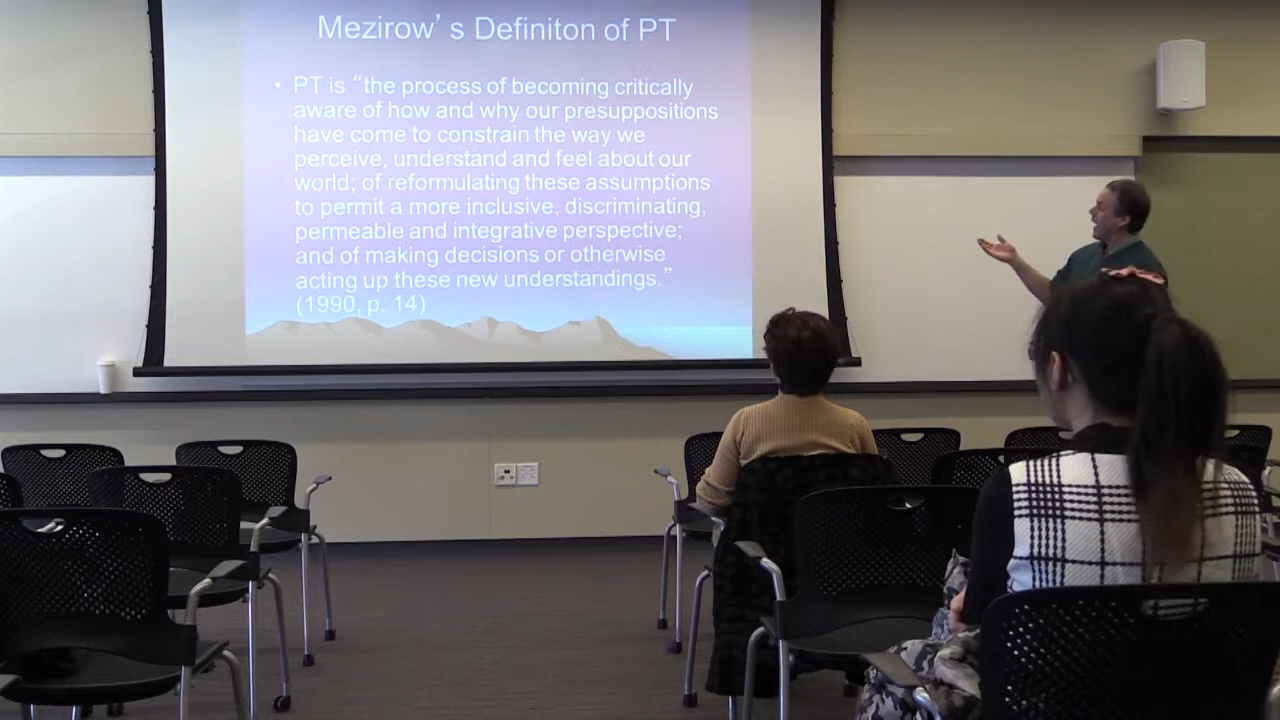 Mezirow’s Definiton of PT
• PT is “the process of becoming critically
aware of how and why our presuppositions
have come to constrain the way we
perceive, understand and feel about our
world; of reformulating these assumptions
to permit a more inclusive, discriminating,
permeable and integrative perspective;
and of making decisions or otherwise
acting up these new understandings.”
(1990, p. 14)